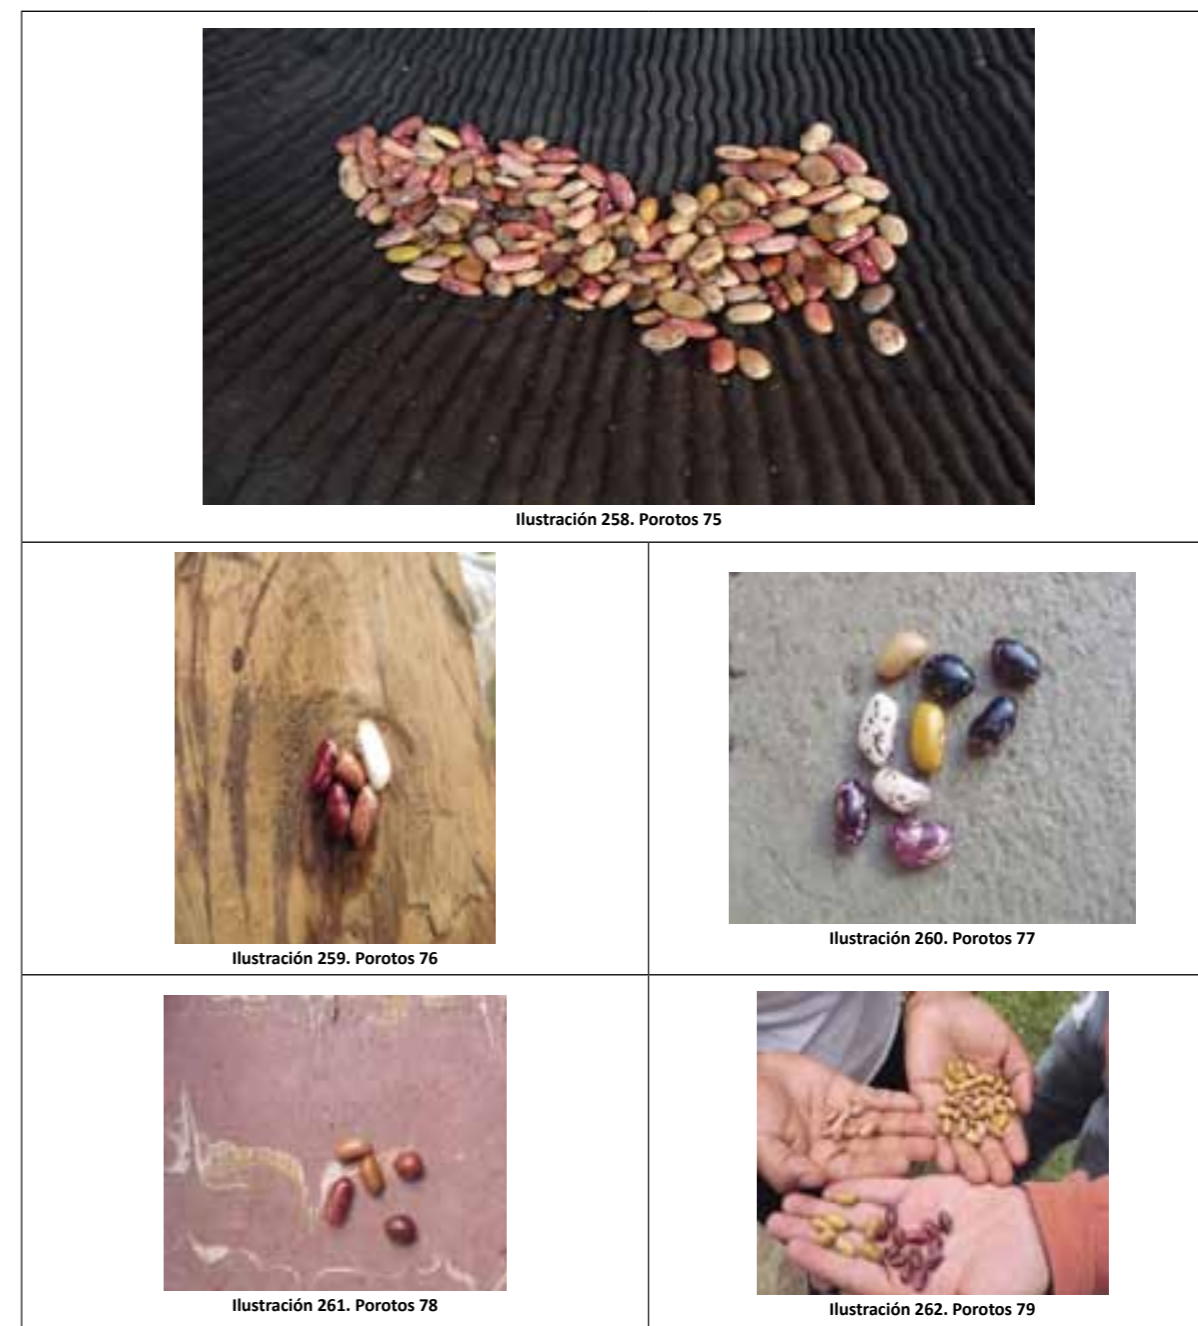 Ilustración 258. Porotos 75
Ilustración 259. Porotos 76
Ilustración 260. Porotos 77
Ilustración 261. Porotos 78
Ilustración 262. Porotos 79